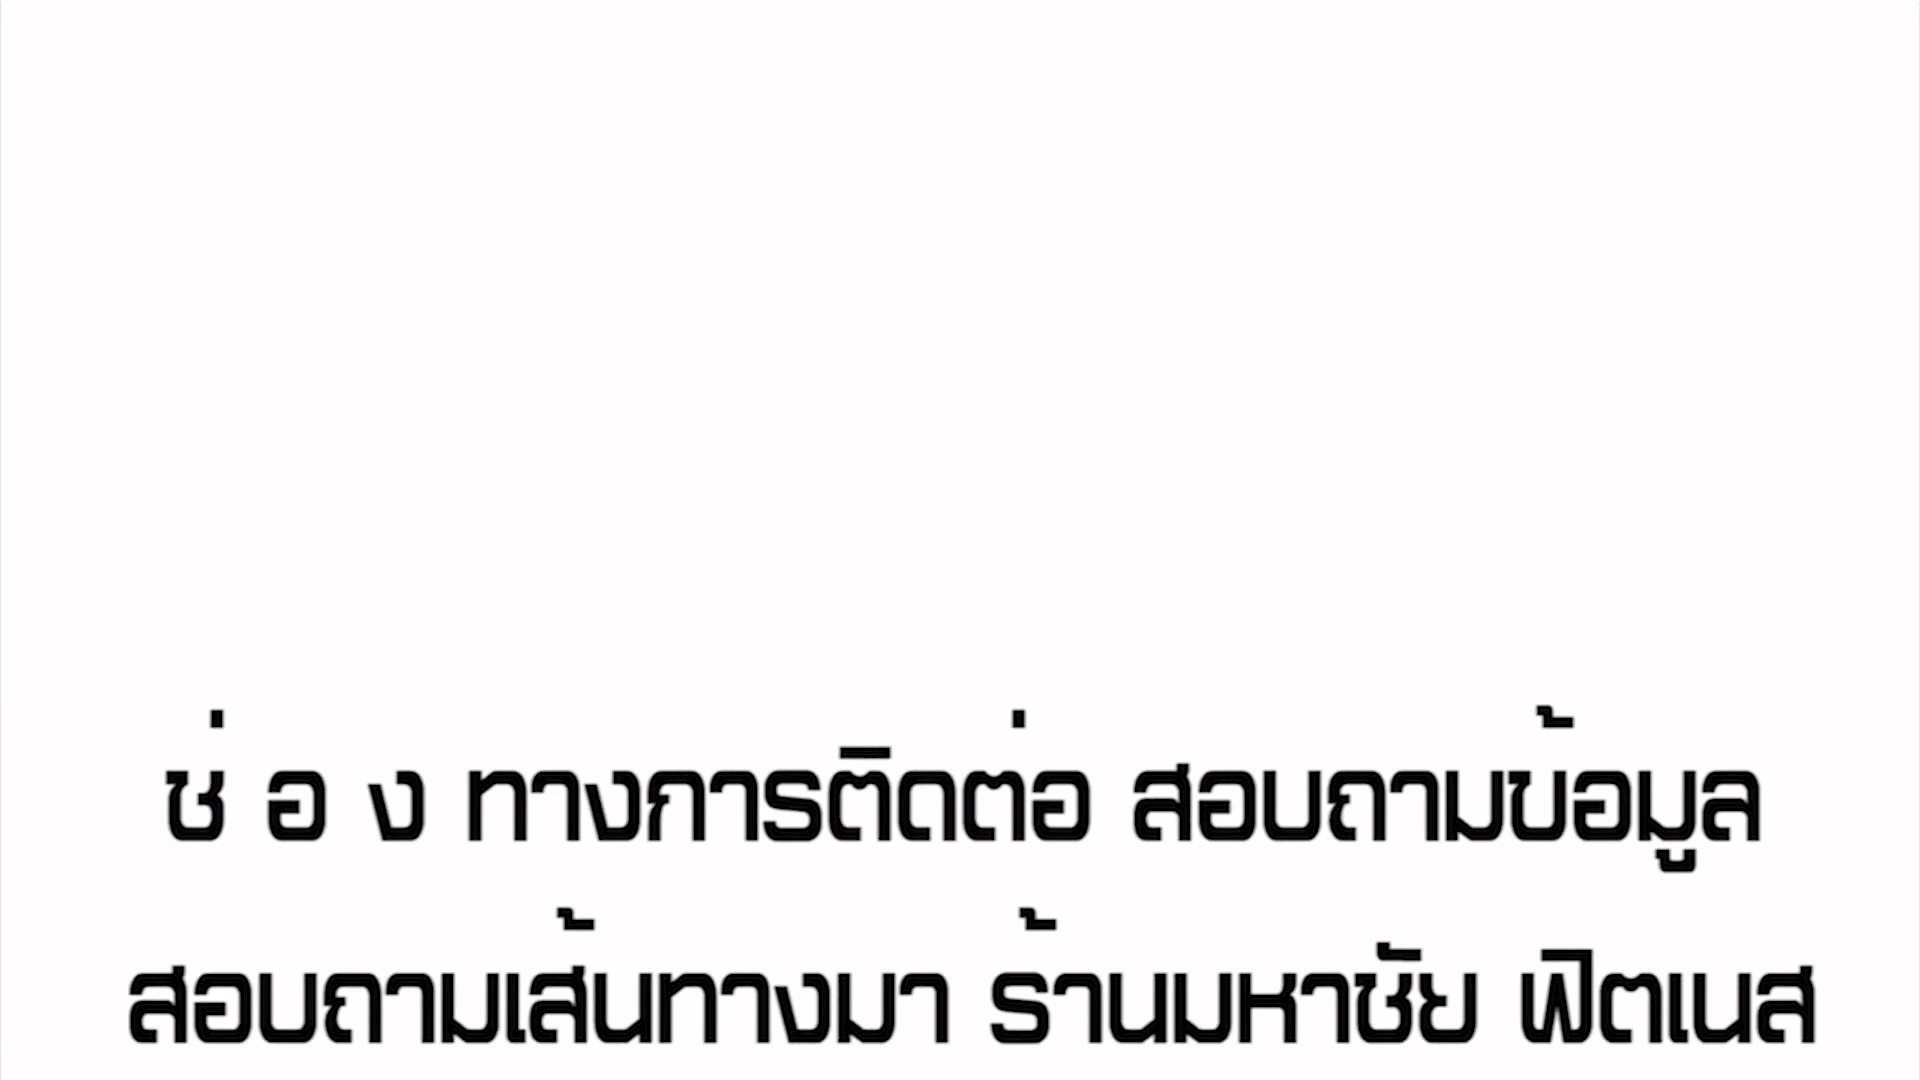 ช่ อ ง ทางการติดต่อ สอบถามข้อมูล
สอบถามเส้นทางมา ร้านมหาชัย ฟิตเนส